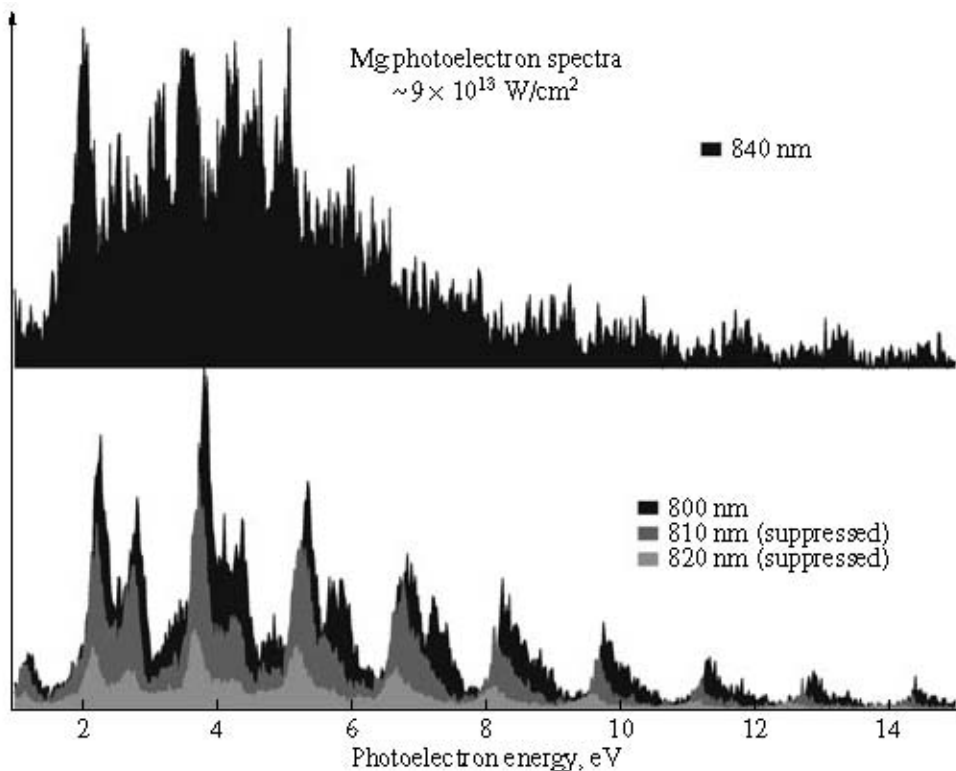 Mg photoelectron spectra
~9 × 10¹³ W/cm²
840 nm
800 nm
810 nm (suppressed)
820 nm (suppressed)
2 4 6 8 10 12 14
Photoelectron energy, eV